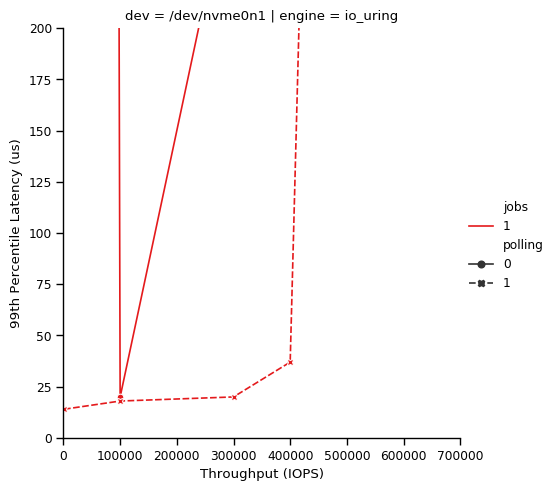 dev = /dev/nvme0n1 | engine = io_uring
200
175
150
125
100
75
50
25
0
99th Percentile Latency (us)
0 100000 200000 300000 400000 500000 600000 700000
Throughput (IOPS)
jobs
1
polling
0
1